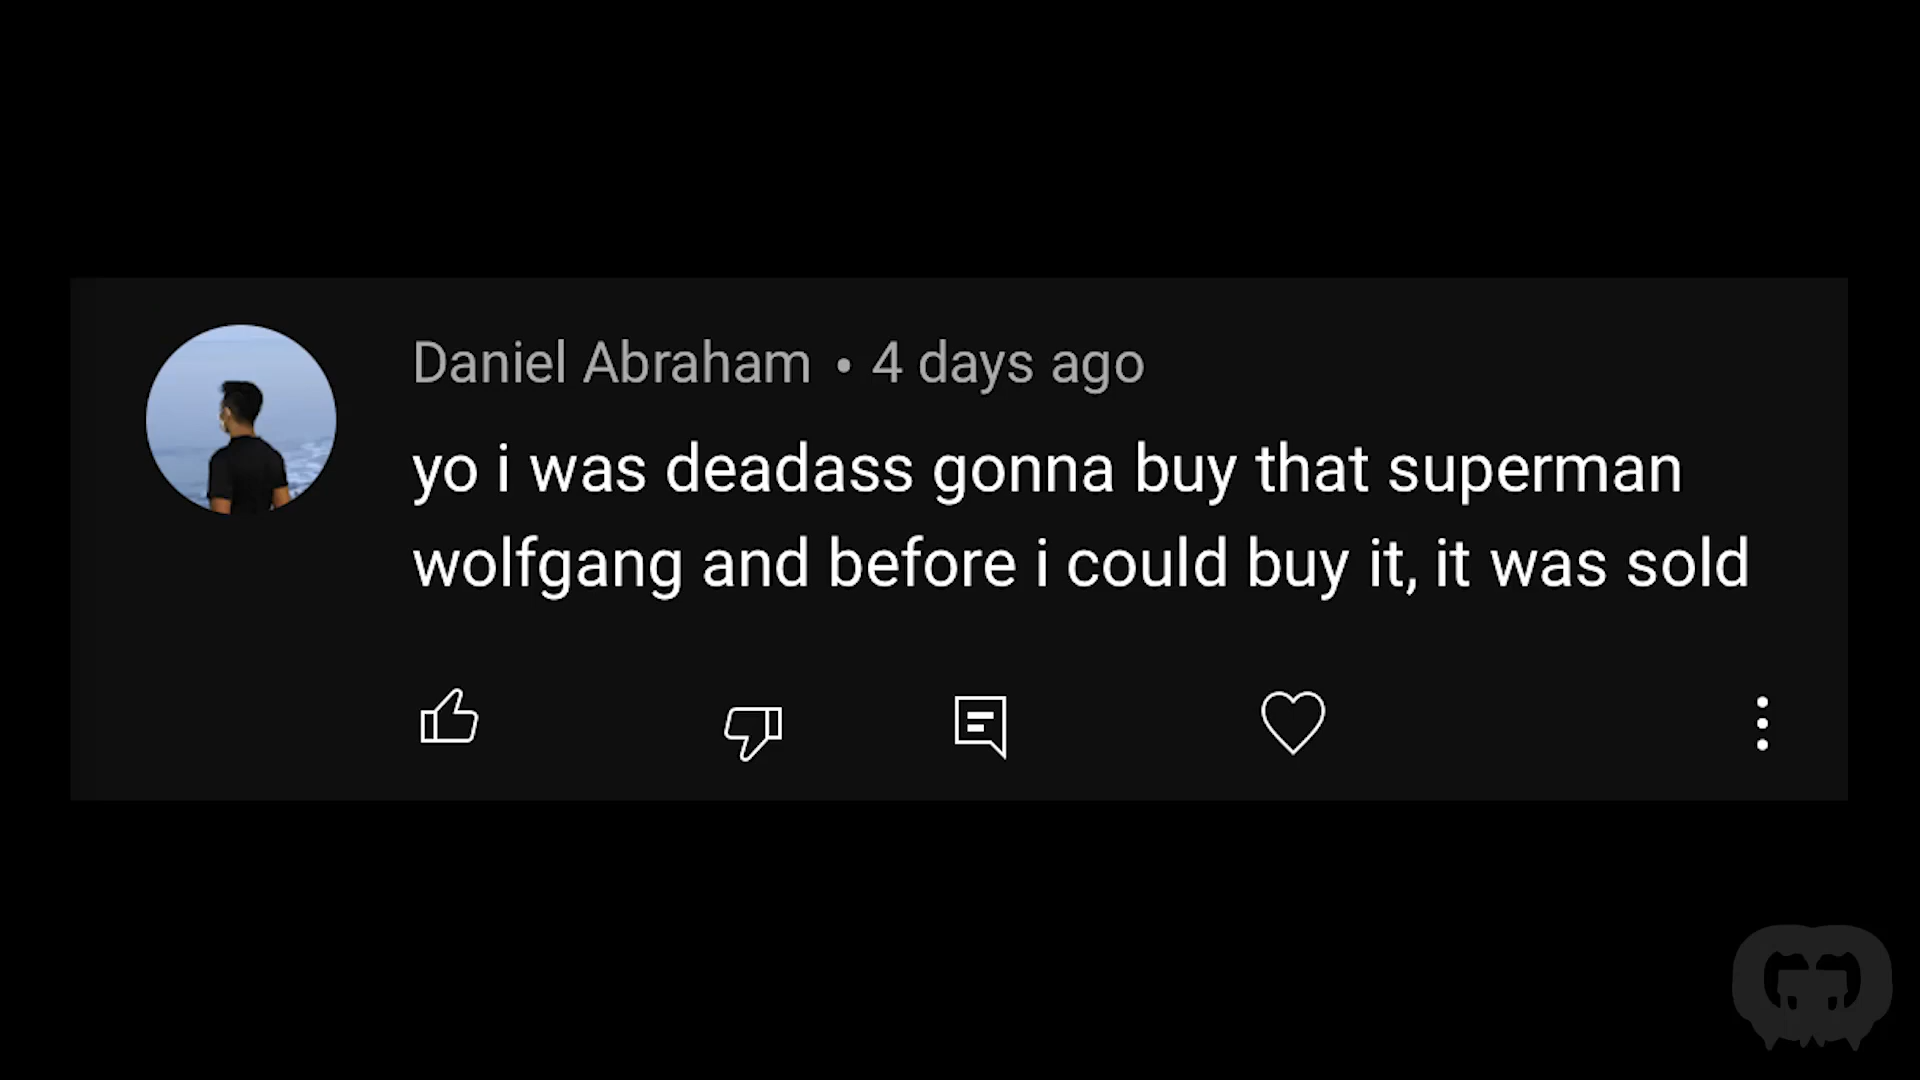 Daniel Abraham • 4 days ago
yo i was deadass gonna buy that superman
wolfgang and before i could buy it, it was sold